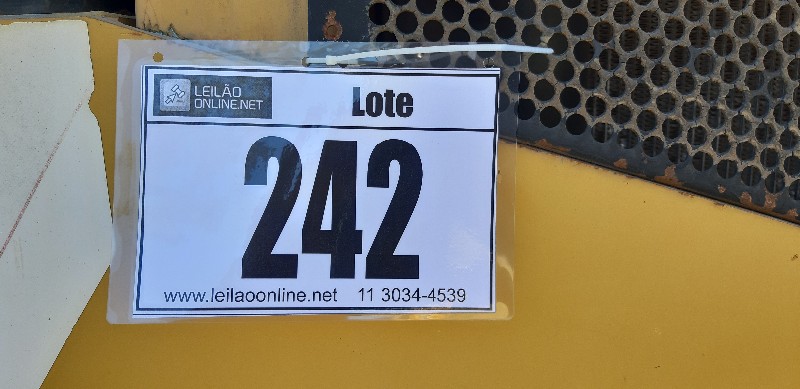 LEILÃO
ONLINE.NET
Lote
242
www.leilaoonline.net 11 3034-4539